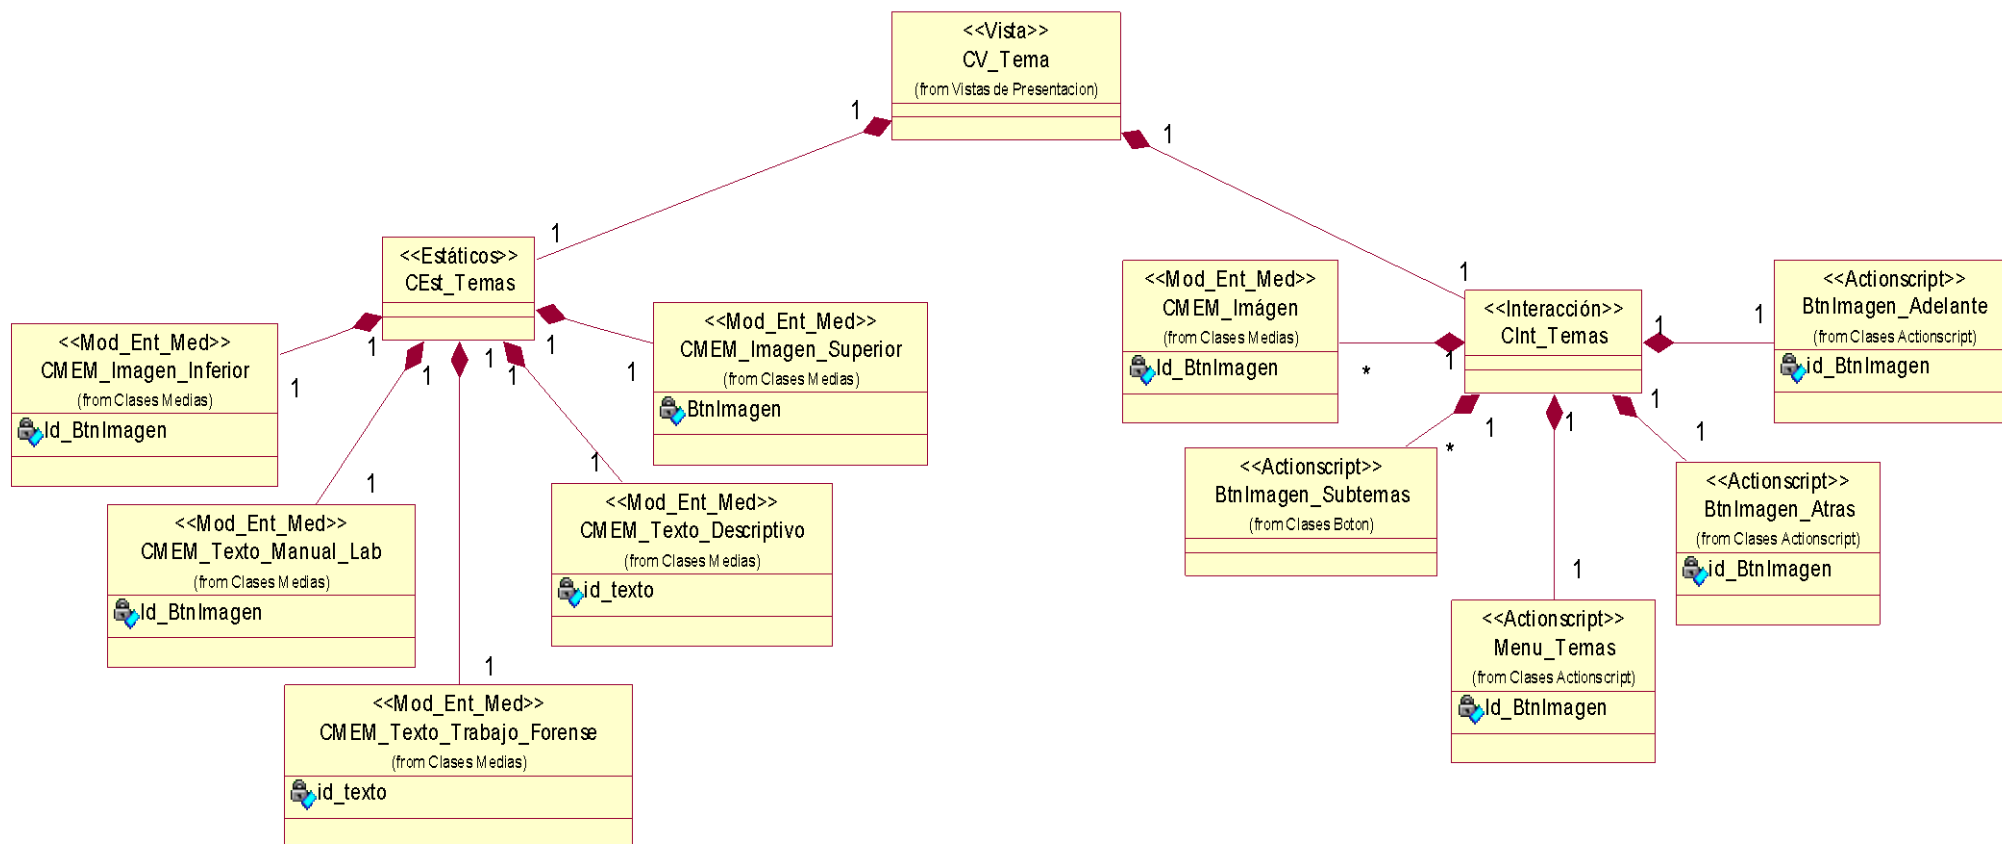 <<Vista>>
CV_Tema
(from Vistas de Presentacion)
1
1
1
1
<<Estáticos>>
CEst_Temas
1
1
1
1
1
<<Mod_Ent_Med>>
CMEM_Imagen_Inferior
(from Clases Medias)
Id_BtnImagen
1
<<Mod_Ent_Med>>
CMEM_Imagen_Superior
(from Clases Medias)
BtnImagen
1
<<Mod_Ent_Med>>
CMEM_Texto_Manual_Lab
(from Clases Medias)
Id_BtnImagen
1
<<Mod_Ent_Med>>
CMEM_Texto_Descriptivo
(from Clases Medias)
id_texto
1
<<Mod_Ent_Med>>
CMEM_Texto_Trabajo_Forense
(from Clases Medias)
id_texto
1
<<Mod_Ent_Med>>
CMEM_Imágen
(from Clases Medias)
Id_BtnImagen
*
<<Interacción>>
CInt_Temas
1
1
1
1
1
<<Actionscript>>
BtnImagen_Adelante
(from Clases Actionscript)
id_BtnImagen
1
<<Actionscript>>
BtnImagen_Subtemas
(from Clases Boton)
*
<<Actionscript>>
BtnImagen_Atras
(from Clases Actionscript)
id_BtnImagen
1
<<Actionscript>>
Menu_Temas
(from Clases Actionscript)
Id_BtnImagen
1